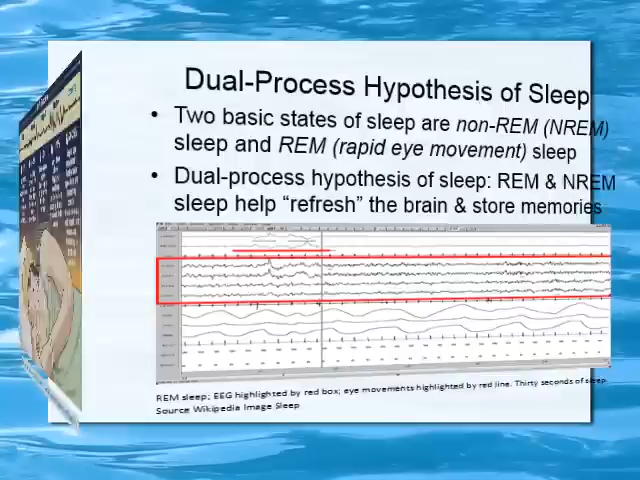 Dual-Process Hypothesis of Sleep
• Two basic states of sleep are non-REM (NREM)
sleep and REM (rapid eye movement) sleep
• Dual-process hypothesis of sleep: REM & NREM
sleep help “refresh” the brain & store memories
REM sleep; EEG highlighted by red box; eye movements highlighted by red line. Thirty seconds of sleep
Source Wikipedia Image Sleep